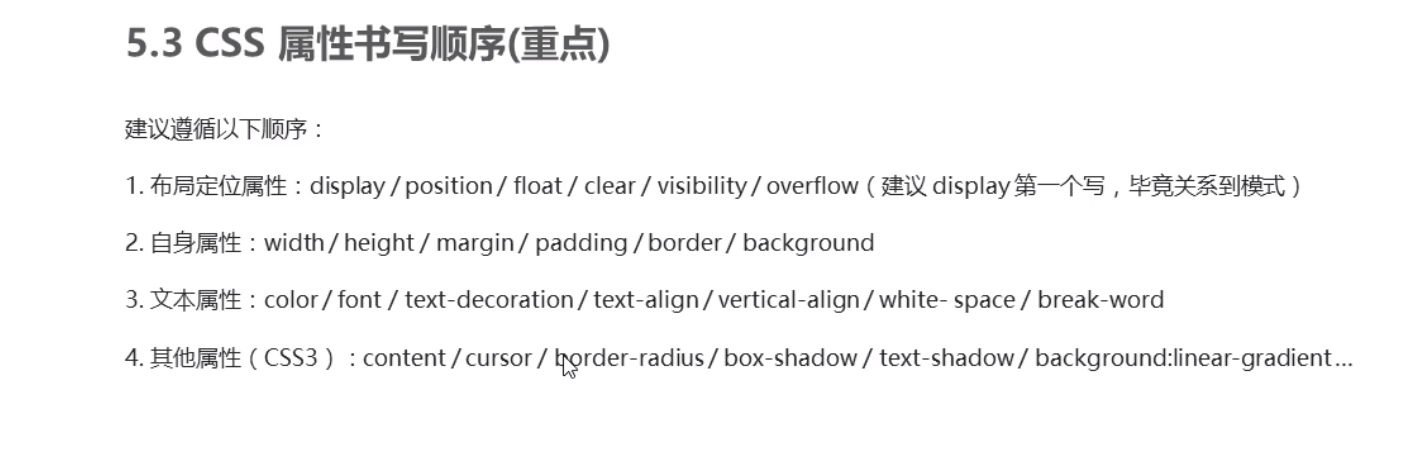 5.3 CSS 属性书写顺序(重点)
建议遵循以下顺序：
1. 布局定位属性：display / position / float / clear / visibility / overflow（建议 display 第一个写，毕竟关系到模式）
2. 自身属性：width / height / margin / padding / border / background
3. 文本属性：color / font / text-decoration / text-align / vertical-align / white- space / break-word
4. 其他属性（CSS3）：content / cursor / border-radius / box-shadow / text-shadow / background:linear-gradient…